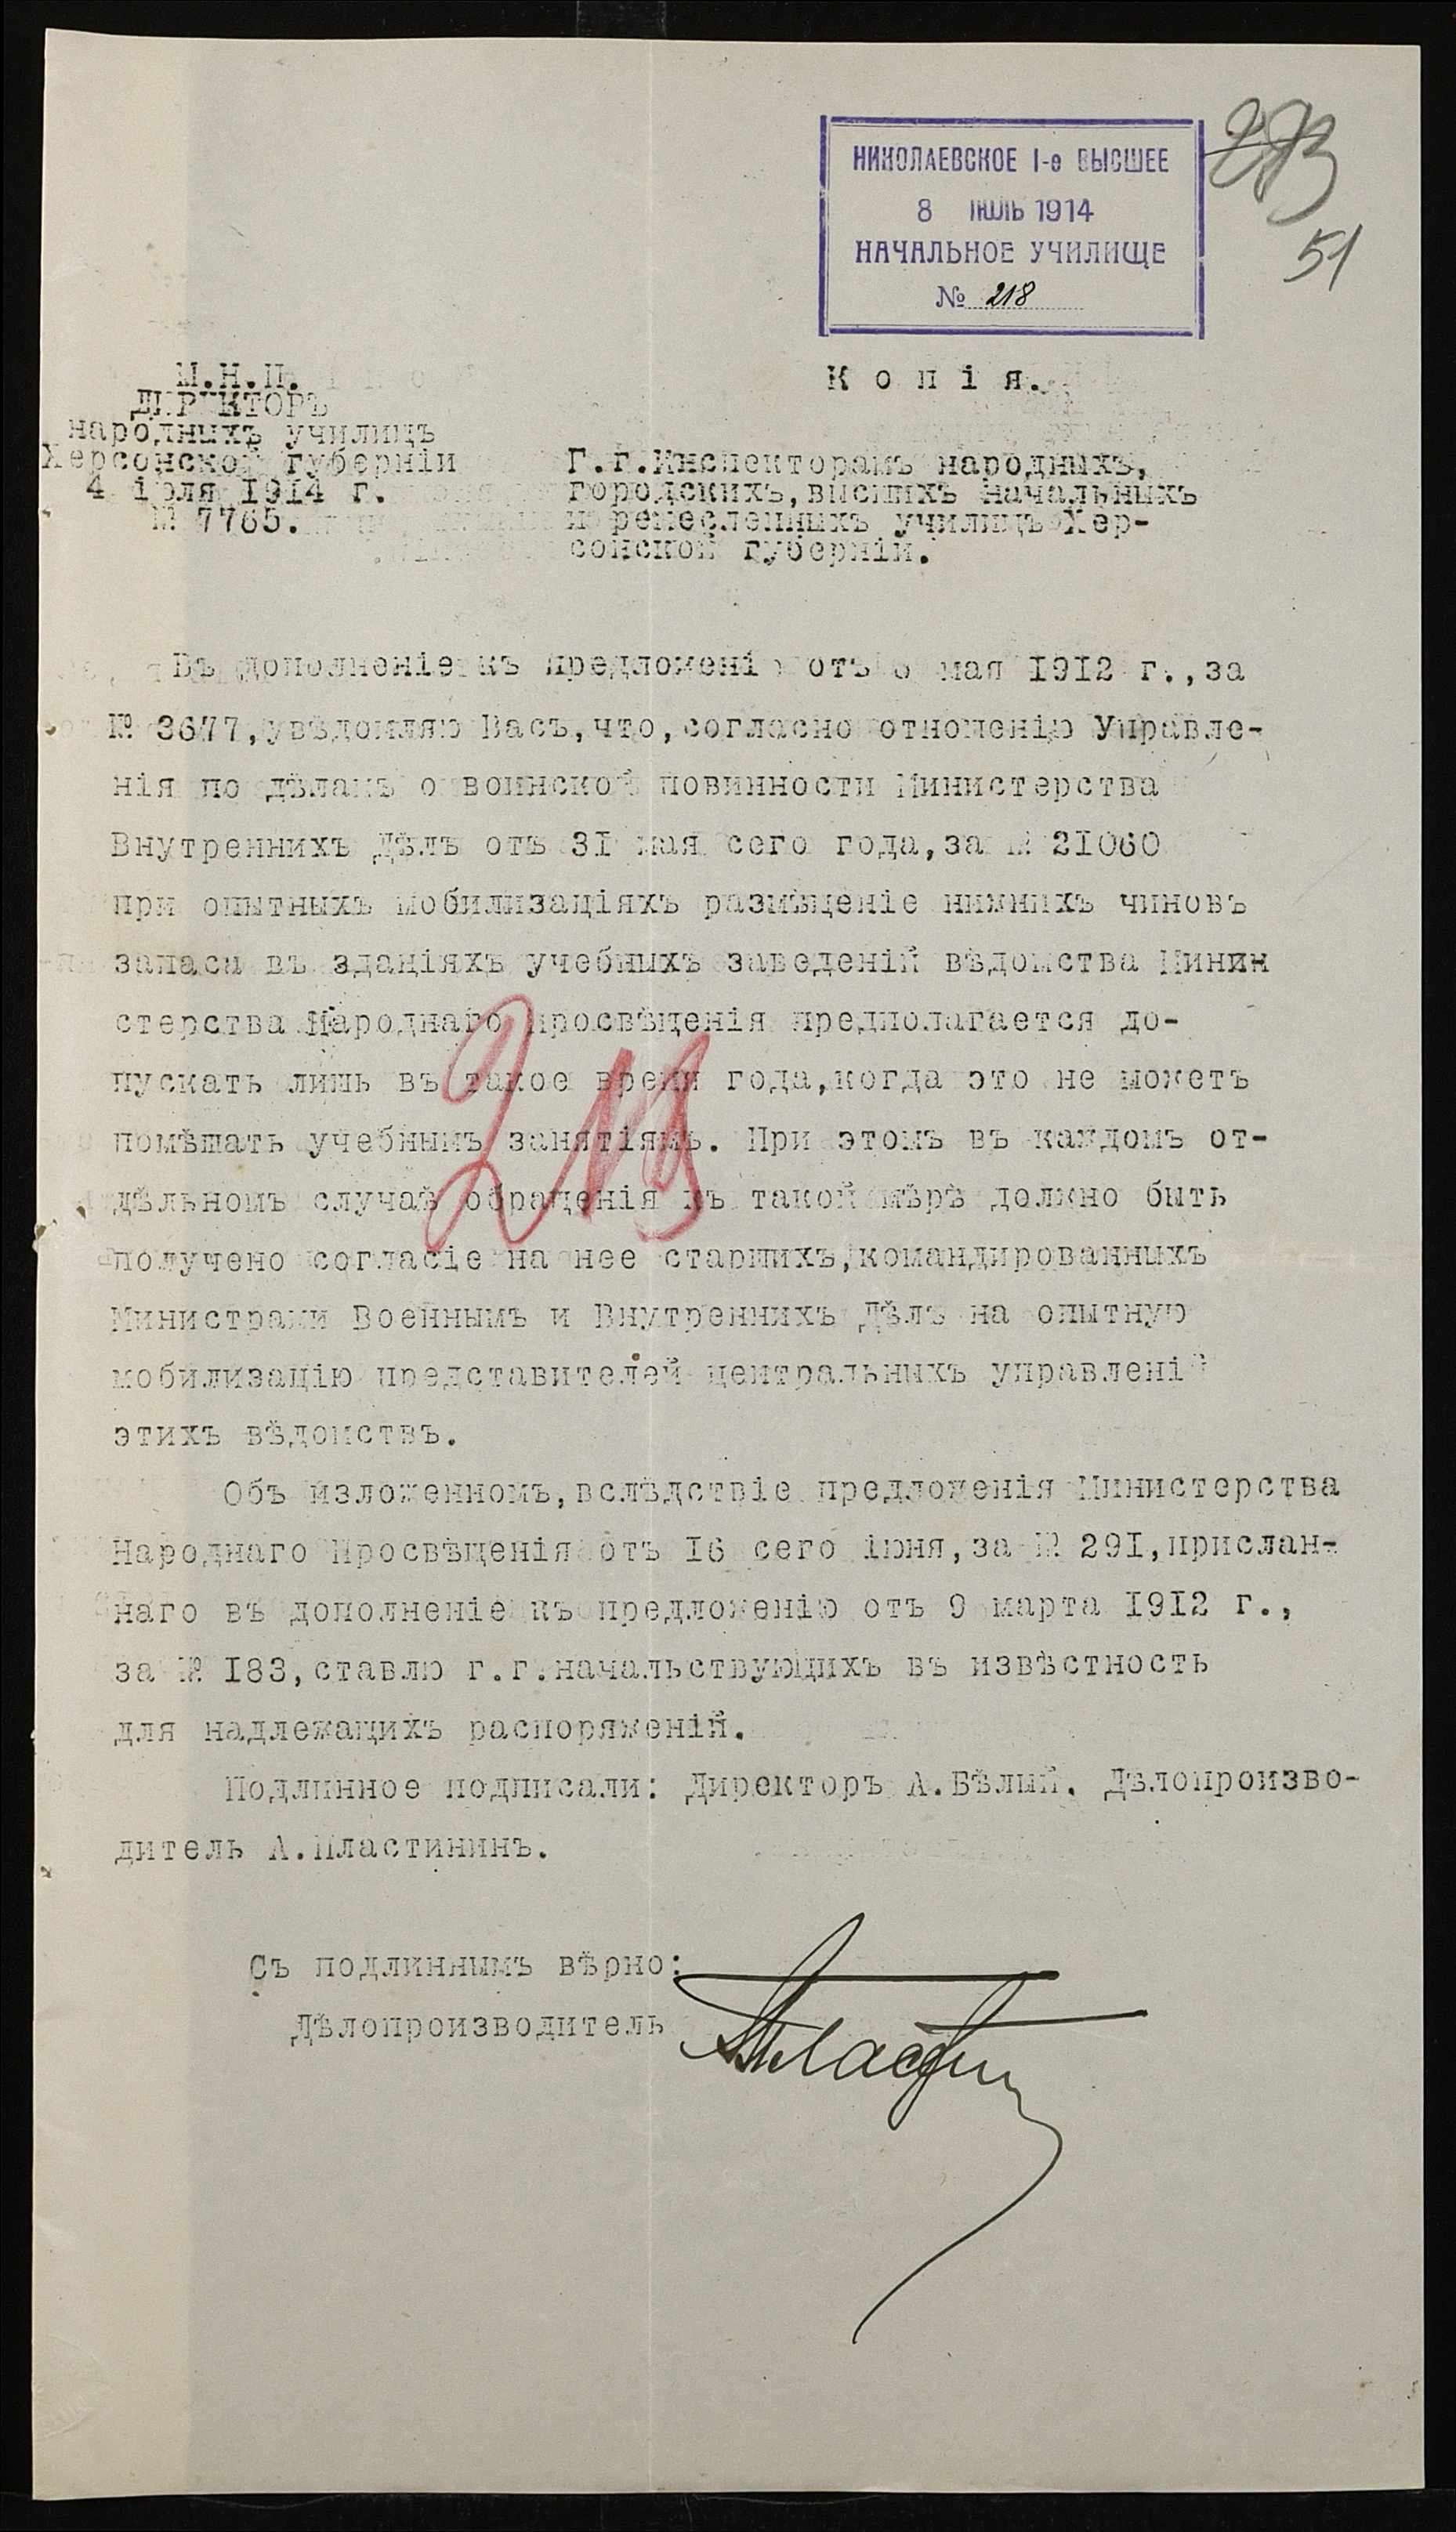 НИКОЛАЕВСКОЕ I-е ВЫСШЕЕ
8 ІЮЛЬ 1914
НАЧАЛЬНОЕ УЧИЛИЩЕ
№ 218
51
М.Н.П.
ДИРЕКТОРЪ
народныхъ училищъ
Херсонской губерніи
4 іюля 1914 г.
№ 7765.
Копія.
Г.г.Инспекторамъ народныхъ,
городскихъ,высшихъ начальныхъ
и ремесленныхъ училищъ Хер-
сонской губерніи.
Въ дополненіе къ предложенію отъ мая 1912 г.,за
№ 3677,увѣдомляю Васъ,что,согласно отношенію Управле-
нія по дѣламъ о воинской повинности Министерства
Внутреннихъ Дѣлъ отъ 31 мая сего года,за № 21060
при опытныхъ мобилизаціяхъ размѣщеніе нижнихъ чиновъ
запаса въ зданіяхъ учебныхъ заведеній вѣдомства Минин
стерства Народнаго Просвѣщенія предполагается до-
пускать лишь въ такое время года,когда это не можетъ
помѣшать учебнымъ занятіямъ. При этомъ въ каждомъ от-
дѣльномъ случаѣ обращенія къ такой мѣрѣ должно быть
получено согласіе на нее старшихъ,командированныхъ
Министрами Военнымъ и Внутреннихъ Дѣлъ на опытную
мобилизацію представителей центральныхъ управленій
этихъ вѣдомствъ.
Объ изложенномъ,вслѣдствіе предложенія Министерства
Народнаго Просвѣщенія отъ 16 сего іюня,за № 291,прислан-
наго въ дополненіе къ предложенію отъ 9 марта 1912 г.,
за № 183,ставлю г.г.начальствующихъ въ извѣстность
для надлежащихъ распоряженій.
Подлинное подписали: Директоръ А.Бѣлый. Дѣлопроизво-
дитель А.Пластининъ.
Съ подлиннымъ вѣрно:
Дѣлопроизводитель